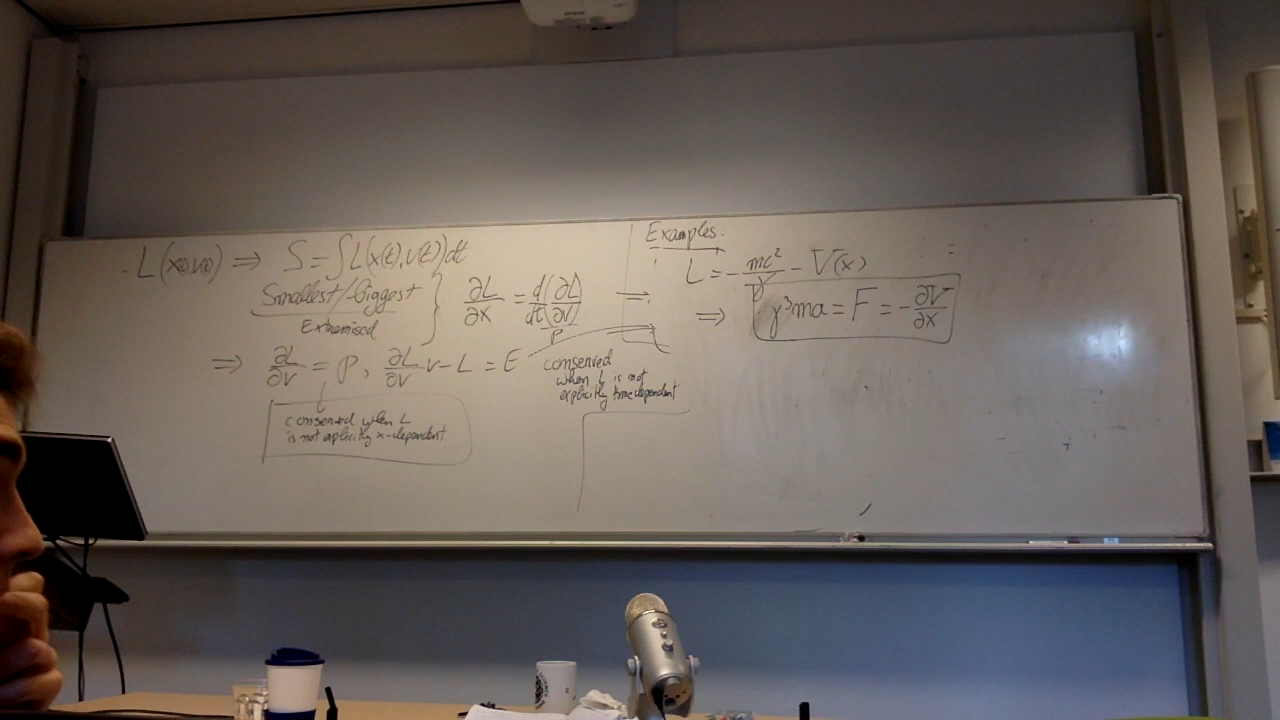 L(x(t),v(t)) ⇒ S = ∫L(x(t),v(t))dt
Smallest/Biggest
Extremised
} ∂L/∂x = d/dt(∂L/∂v) ⇒
P
⇒ ∂L/∂v = P, ∂L/∂v v - L = E
conserved
when L is not
explicitly time dependent
conserved when L
is not explicitly x-dependent
Examples:
L = -mc²/γ - V(x)
⇒ γ³ma = F = -∂V/∂x